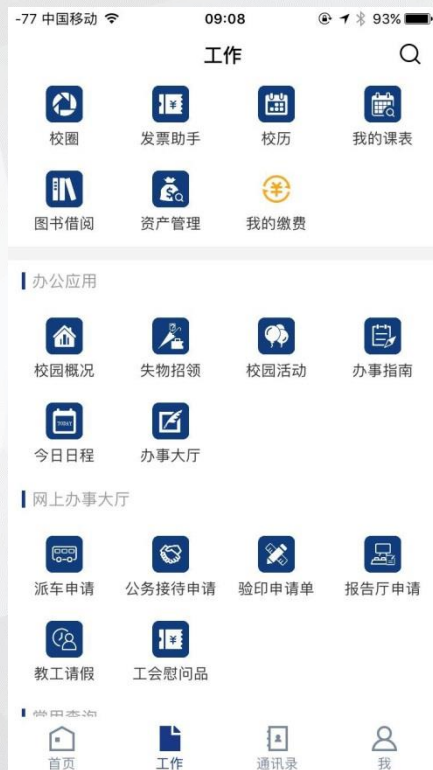 -77 中国移动 09:08 93%
工作
校圈 发票助手 校历 我的课表
图书借阅 资产管理 我的缴费
办公应用
校园概况 失物招领 校园活动 办事指南
TODAY
今日日程 办事大厅
网上办事大厅
派车申请 公务接待申请 验印申请单 报告厅申请
教工请假 工会慰问品
常用查询
首页 工作 通讯录 我